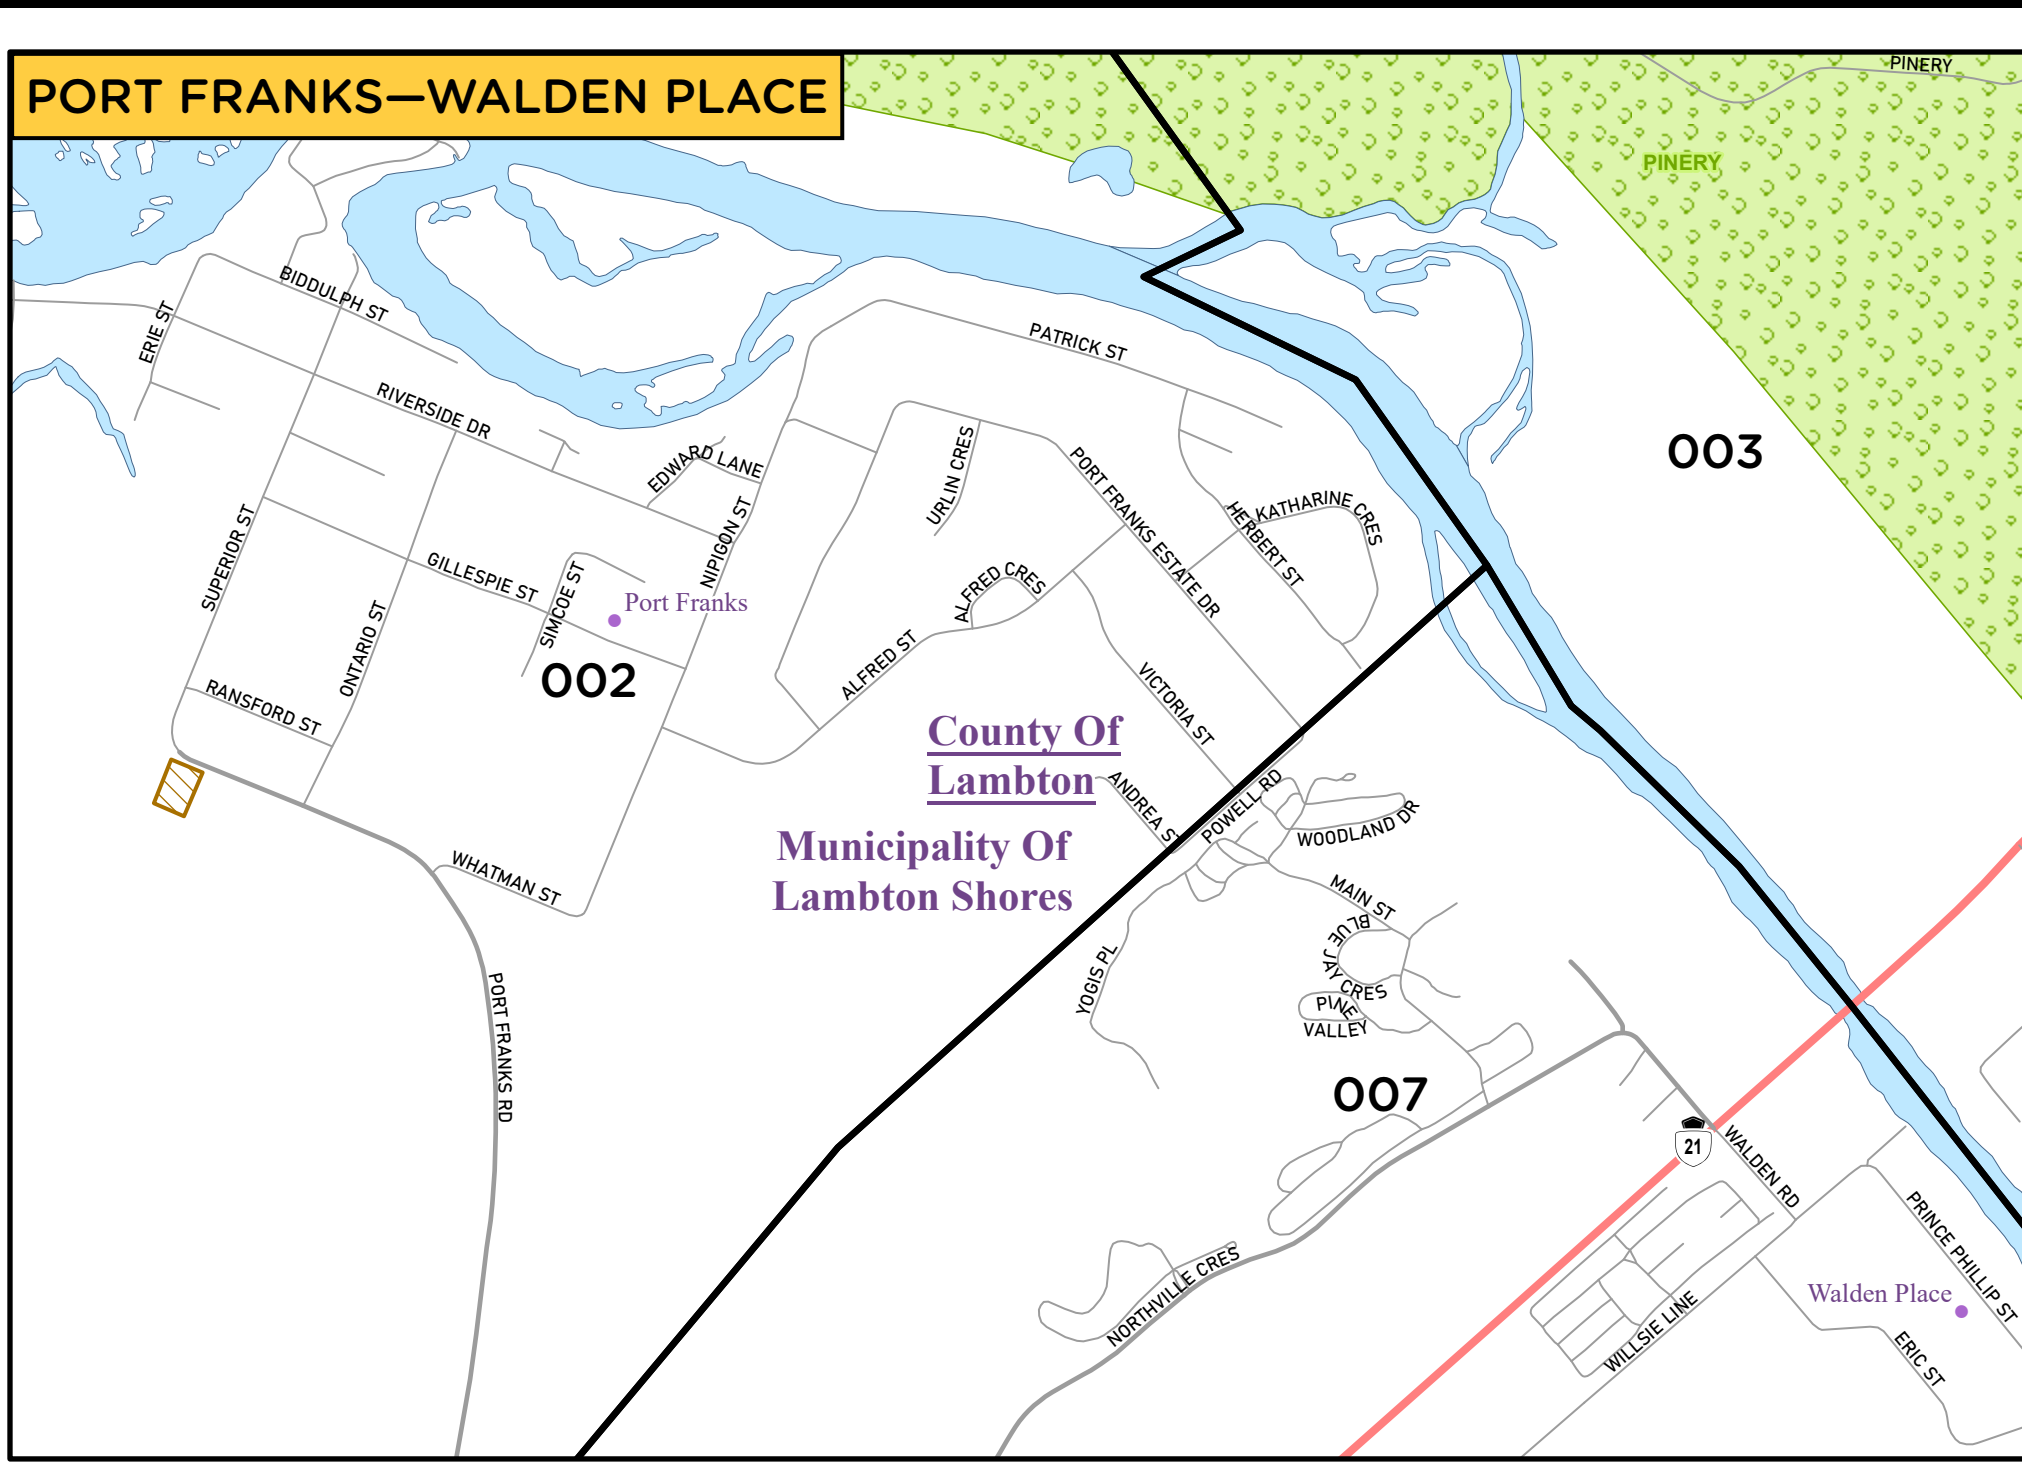 PORT FRANKS—WALDEN PLACE
PINERY
PINERY
BIDDULPH ST
ERIE ST
PATRICK ST
RIVERSIDE DR
EDWARD LANE
URLIN CRES
PORT FRANKS ESTATE DR
003
KATHARINE CRES
HERBERT ST
SUPERIOR ST
NIPIGON ST
GILLESPIE ST
SIMCOE ST
Port Franks
ALFRED CRES
ONTARIO ST
ALFRED ST
002
RANSFORD ST
VICTORIA ST
County Of
Lambton
ANDREA ST
POWELL RD
WOODLAND DR
Municipality Of
Lambton Shores
WHATMAN ST
MAIN ST
BLUE JAY CRES
YOGIS PL
PINE
VALLEY
PORT FRANKS RD
007
21
WALDEN RD
PRINCE PHILLIP ST
NORTHVILLE CRES
Walden Place
WILLSIE LINE
ERIC ST